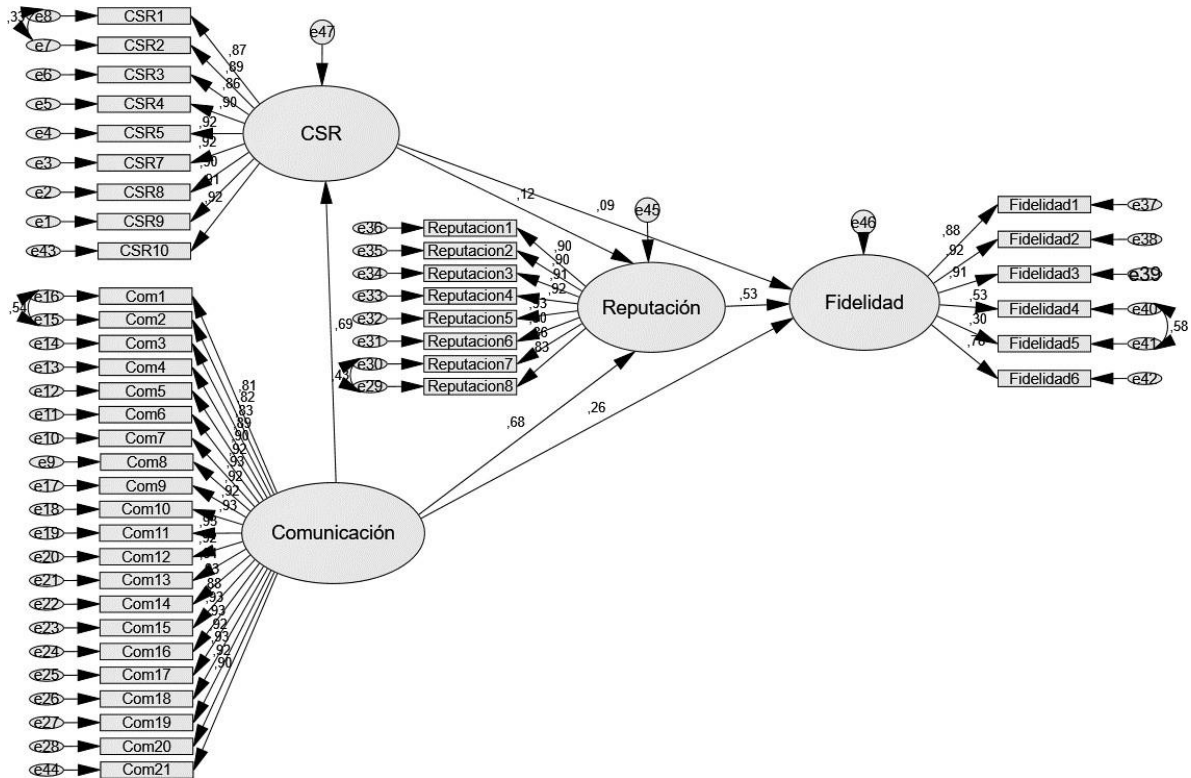 e8
CSR1
,33
e7
CSR2
e6
CSR3
e5
CSR4
e4
CSR5
e3
CSR7
e2
CSR8
e1
CSR9
e43
CSR10
,87
,89
,86
,90
,92
,92
,90
,91
,92
e47
CSR
,12
,09
,69
e36
Reputacion1
e35
Reputacion2
e34
Reputacion3
e33
Reputacion4
e32
Reputacion5
e31
Reputacion6
e30
Reputacion7
e29
Reputacion8
,90
,90
,91
,92
,93
,86
,83
e45
Reputación
,53
e46
Fidelidad
,88
,92
,91
,53
,30
Fidelidad1
e37
Fidelidad2
e38
Fidelidad3
e39
Fidelidad4
e40
Fidelidad5
e41
Fidelidad6
e42
,58
,68
,26
e16
Com1
,54
e15
Com2
e14
Com3
e13
Com4
e12
Com5
e11
Com6
e10
Com7
e9
Com8
e17
Com9
e18
Com10
e19
Com11
e20
Com12
e21
Com13
e22
Com14
e23
Com15
e24
Com16
e25
Com17
e26
Com18
e27
Com19
e28
Com20
e44
Com21
,81
,82
,83
,89
,90
,92
,93
,92
,92
,93
,93
,92
,88
,93
,93
,92
,93
,92
,90
Comunicación